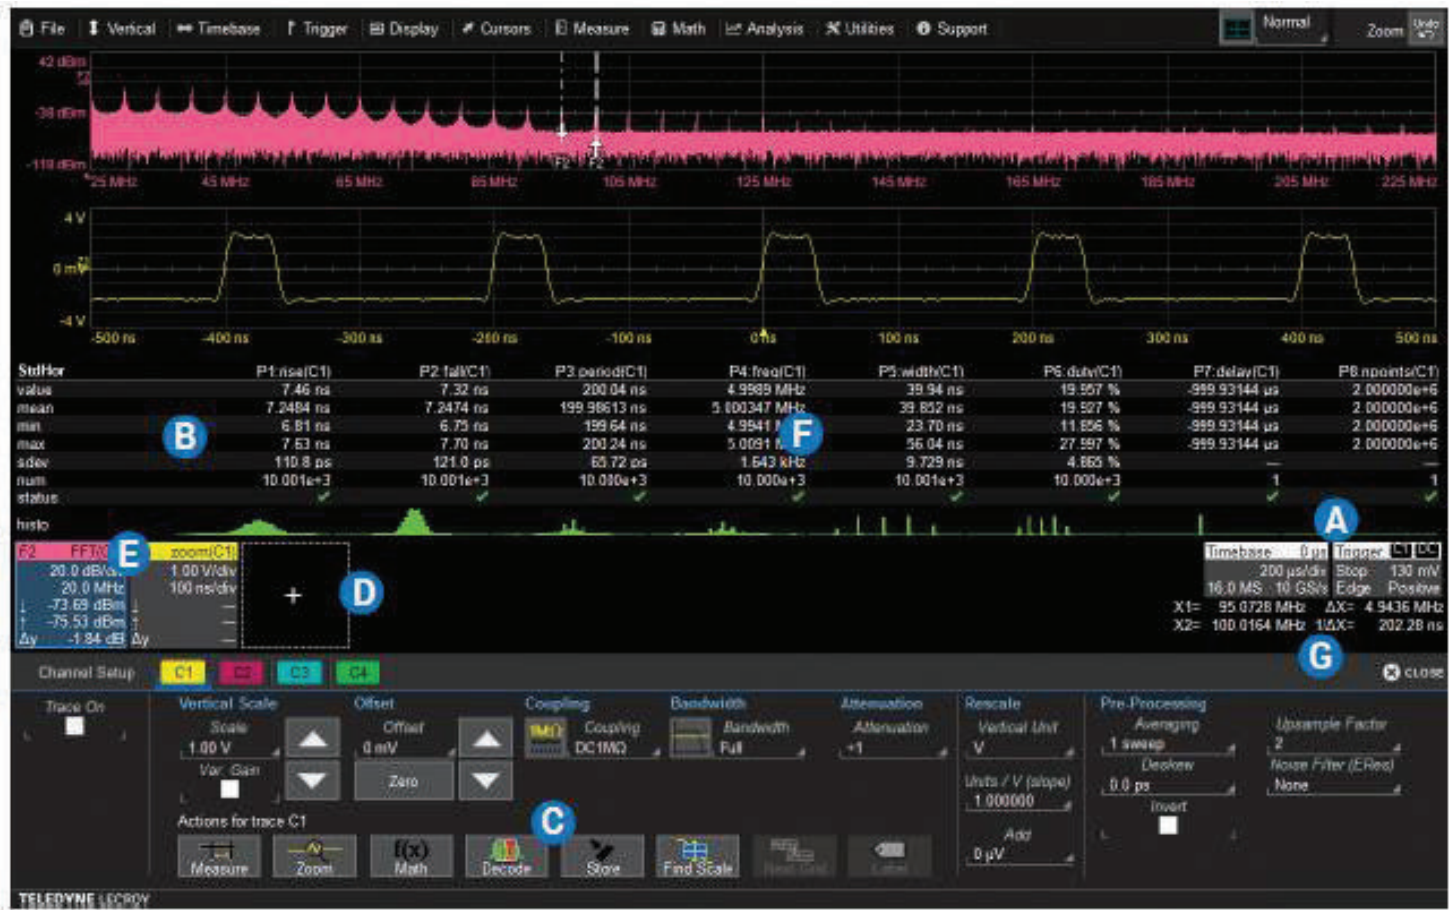 File Vertical Timebase Trigger Display Cursors Measure Math Analysis Utilities Support Normal Zoom Undo
42 dBm
-38 dBm
-118 dBm
F2 F2
25 MHz 45 MHz 65 MHz 85 MHz 105 MHz 125 MHz 145 MHz 165 MHz 185 MHz 205 MHz 225 MHz
4 V
0 mV
-4 V
-500 ns -400 ns -300 ns -200 ns -100 ns 0 ns 100 ns 200 ns 300 ns 400 ns 500 ns
StdHor P1:rise(C1) P2:fall(C1) P3:period(C1) P4:freq(C1) P5:width(C1) P6:duty(C1) P7:delay(C1) P8:npoints(C1)
value 7.46 ns 7.32 ns 200.04 ns 4.9989 MHz 39.94 ns 19.957 % -999.93144 µs 2.000000e+6
mean 7.2484 ns 7.2474 ns 199.98613 ns 5.000347 MHz 39.852 ns 19.927 % -999.93144 µs 2.000000e+6
min 6.81 ns 6.75 ns 199.64 ns 4.9941 23.70 ns 11.856 % -999.93144 µs 2.000000e+6
max 7.63 ns 7.70 ns 200.24 ns 5.0091 56.04 ns 27.997 % -999.93144 µs 2.000000e+6
B F
sdev 110.8 ps 121.0 ps 65.72 ps 1.643 kHz 9.729 ns 4.865 % --- ---
num 10.001e+3 10.001e+3 10.000e+3 10.000e+3 10.001e+3 10.000e+3 1 1
status
histo
A
F2 FFT(C E zoom(C1) Timebase 0 µs Trigger C1 DC
20.0 dB/div 1.00 V/div 200 µs/div Stop 130 mV
20.0 MHz 100 ns/div 16.0 MS 10 GS/s Edge Positive
D
+
-73.69 dBm --- X1= 95.0728 MHz ΔX= 4.9436 MHz
-75.53 dBm --- X2= 100.0164 MHz 1/ΔX= 202.28 ns
Δy -1.84 dB Δy ---
G
Channel Setup C1 C2 C3 C4 CLOSE
Trace On Vertical Scale Offset Coupling Bandwidth Attenuation Rescale Pre-Processing
Scale Offset Coupling Bandwidth Attenuation Vertical Unit Averaging Upsample Factor
1.00 V 0 mV 1MΩ DC1MΩ Full ÷1 V 1 sweep 2
Var. Gain Zero Units / V (slope) Deskew Noise Filter (ERes)
1.000000 0.0 ps None
Invert
Actions for trace C1 C
Add
0 µV
Measure Zoom f(x) Math Decode Store Find Scale Next Grid Label
TELEDYNE LECROY